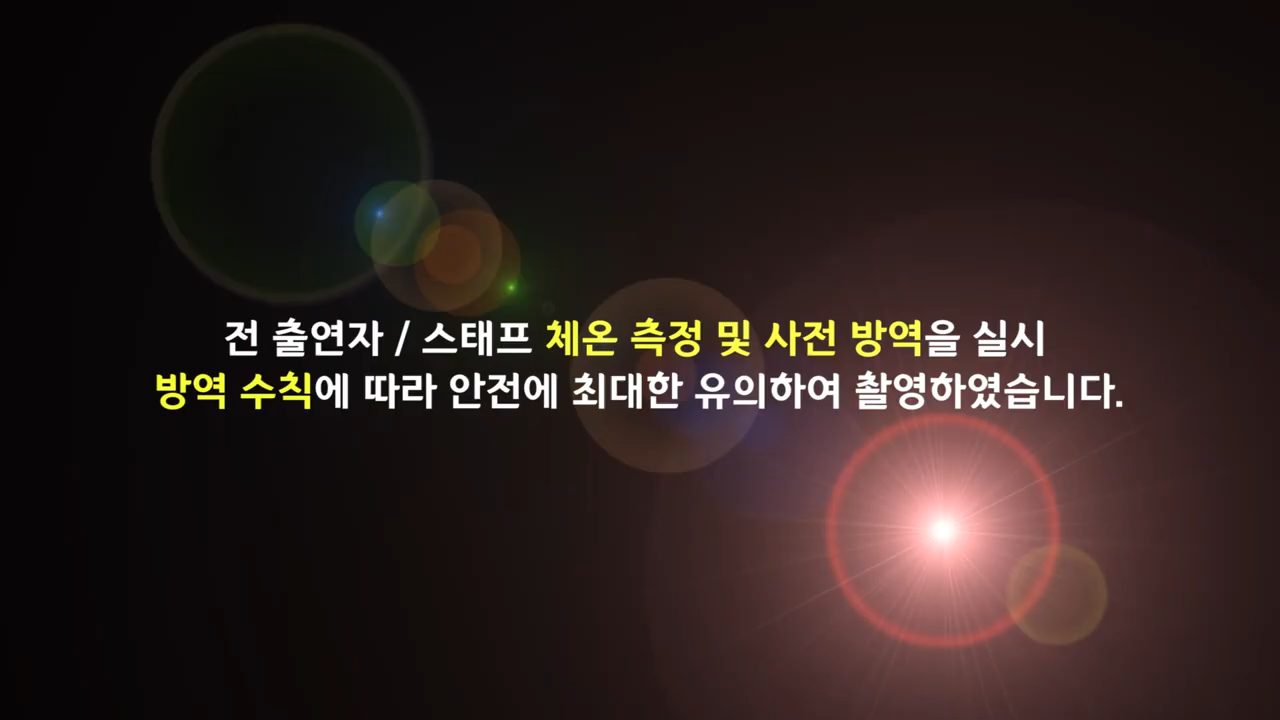 전 출연자 / 스태프 체온 측정 및 사전 방역을 실시
방역 수칙에 따라 안전에 최대한 유의하여 촬영하였습니다.